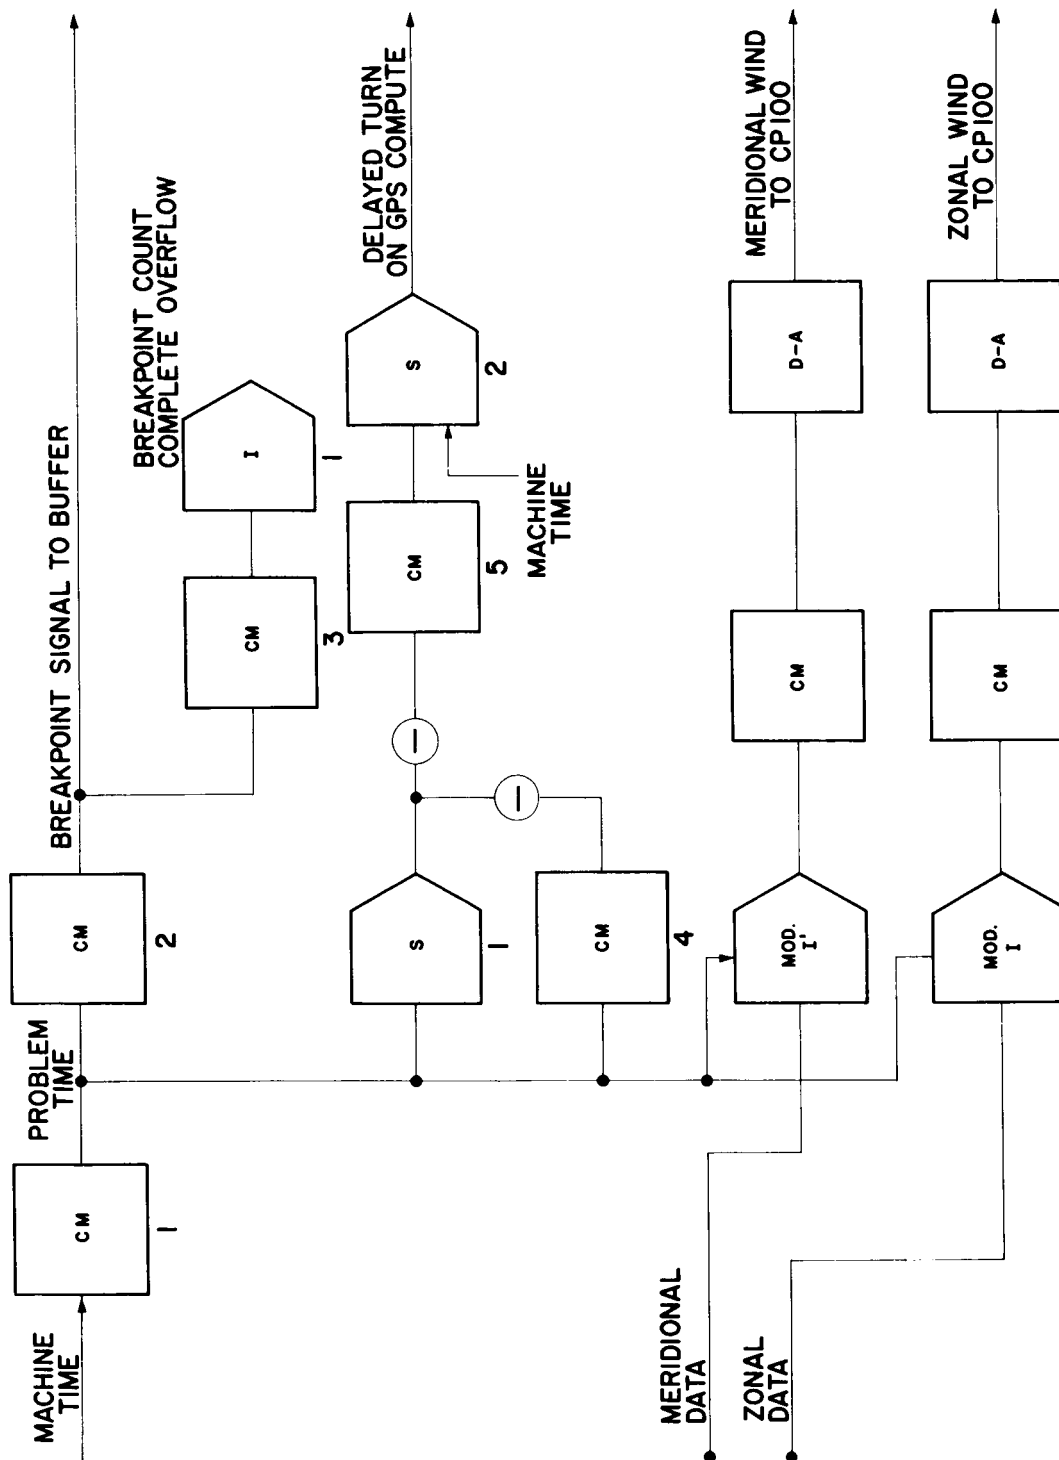 MACHINE
TIME
CM
1
PROBLEM
TIME
CM
2
BREAKPOINT SIGNAL TO BUFFER
CM
3
I
1
BREAKPOINT COUNT
COMPLETE OVERFLOW
S
1
—
CM
5
S
2
DELAYED TURN
ON GPS COMPUTE
MACHINE
TIME
CM
4
—
MERIDIONAL
DATA
MOD.
I'
CM
D-A
MERIDIONAL WIND
TO CP100
ZONAL
DATA
MOD.
I
CM
D-A
ZONAL WIND
TO CP100